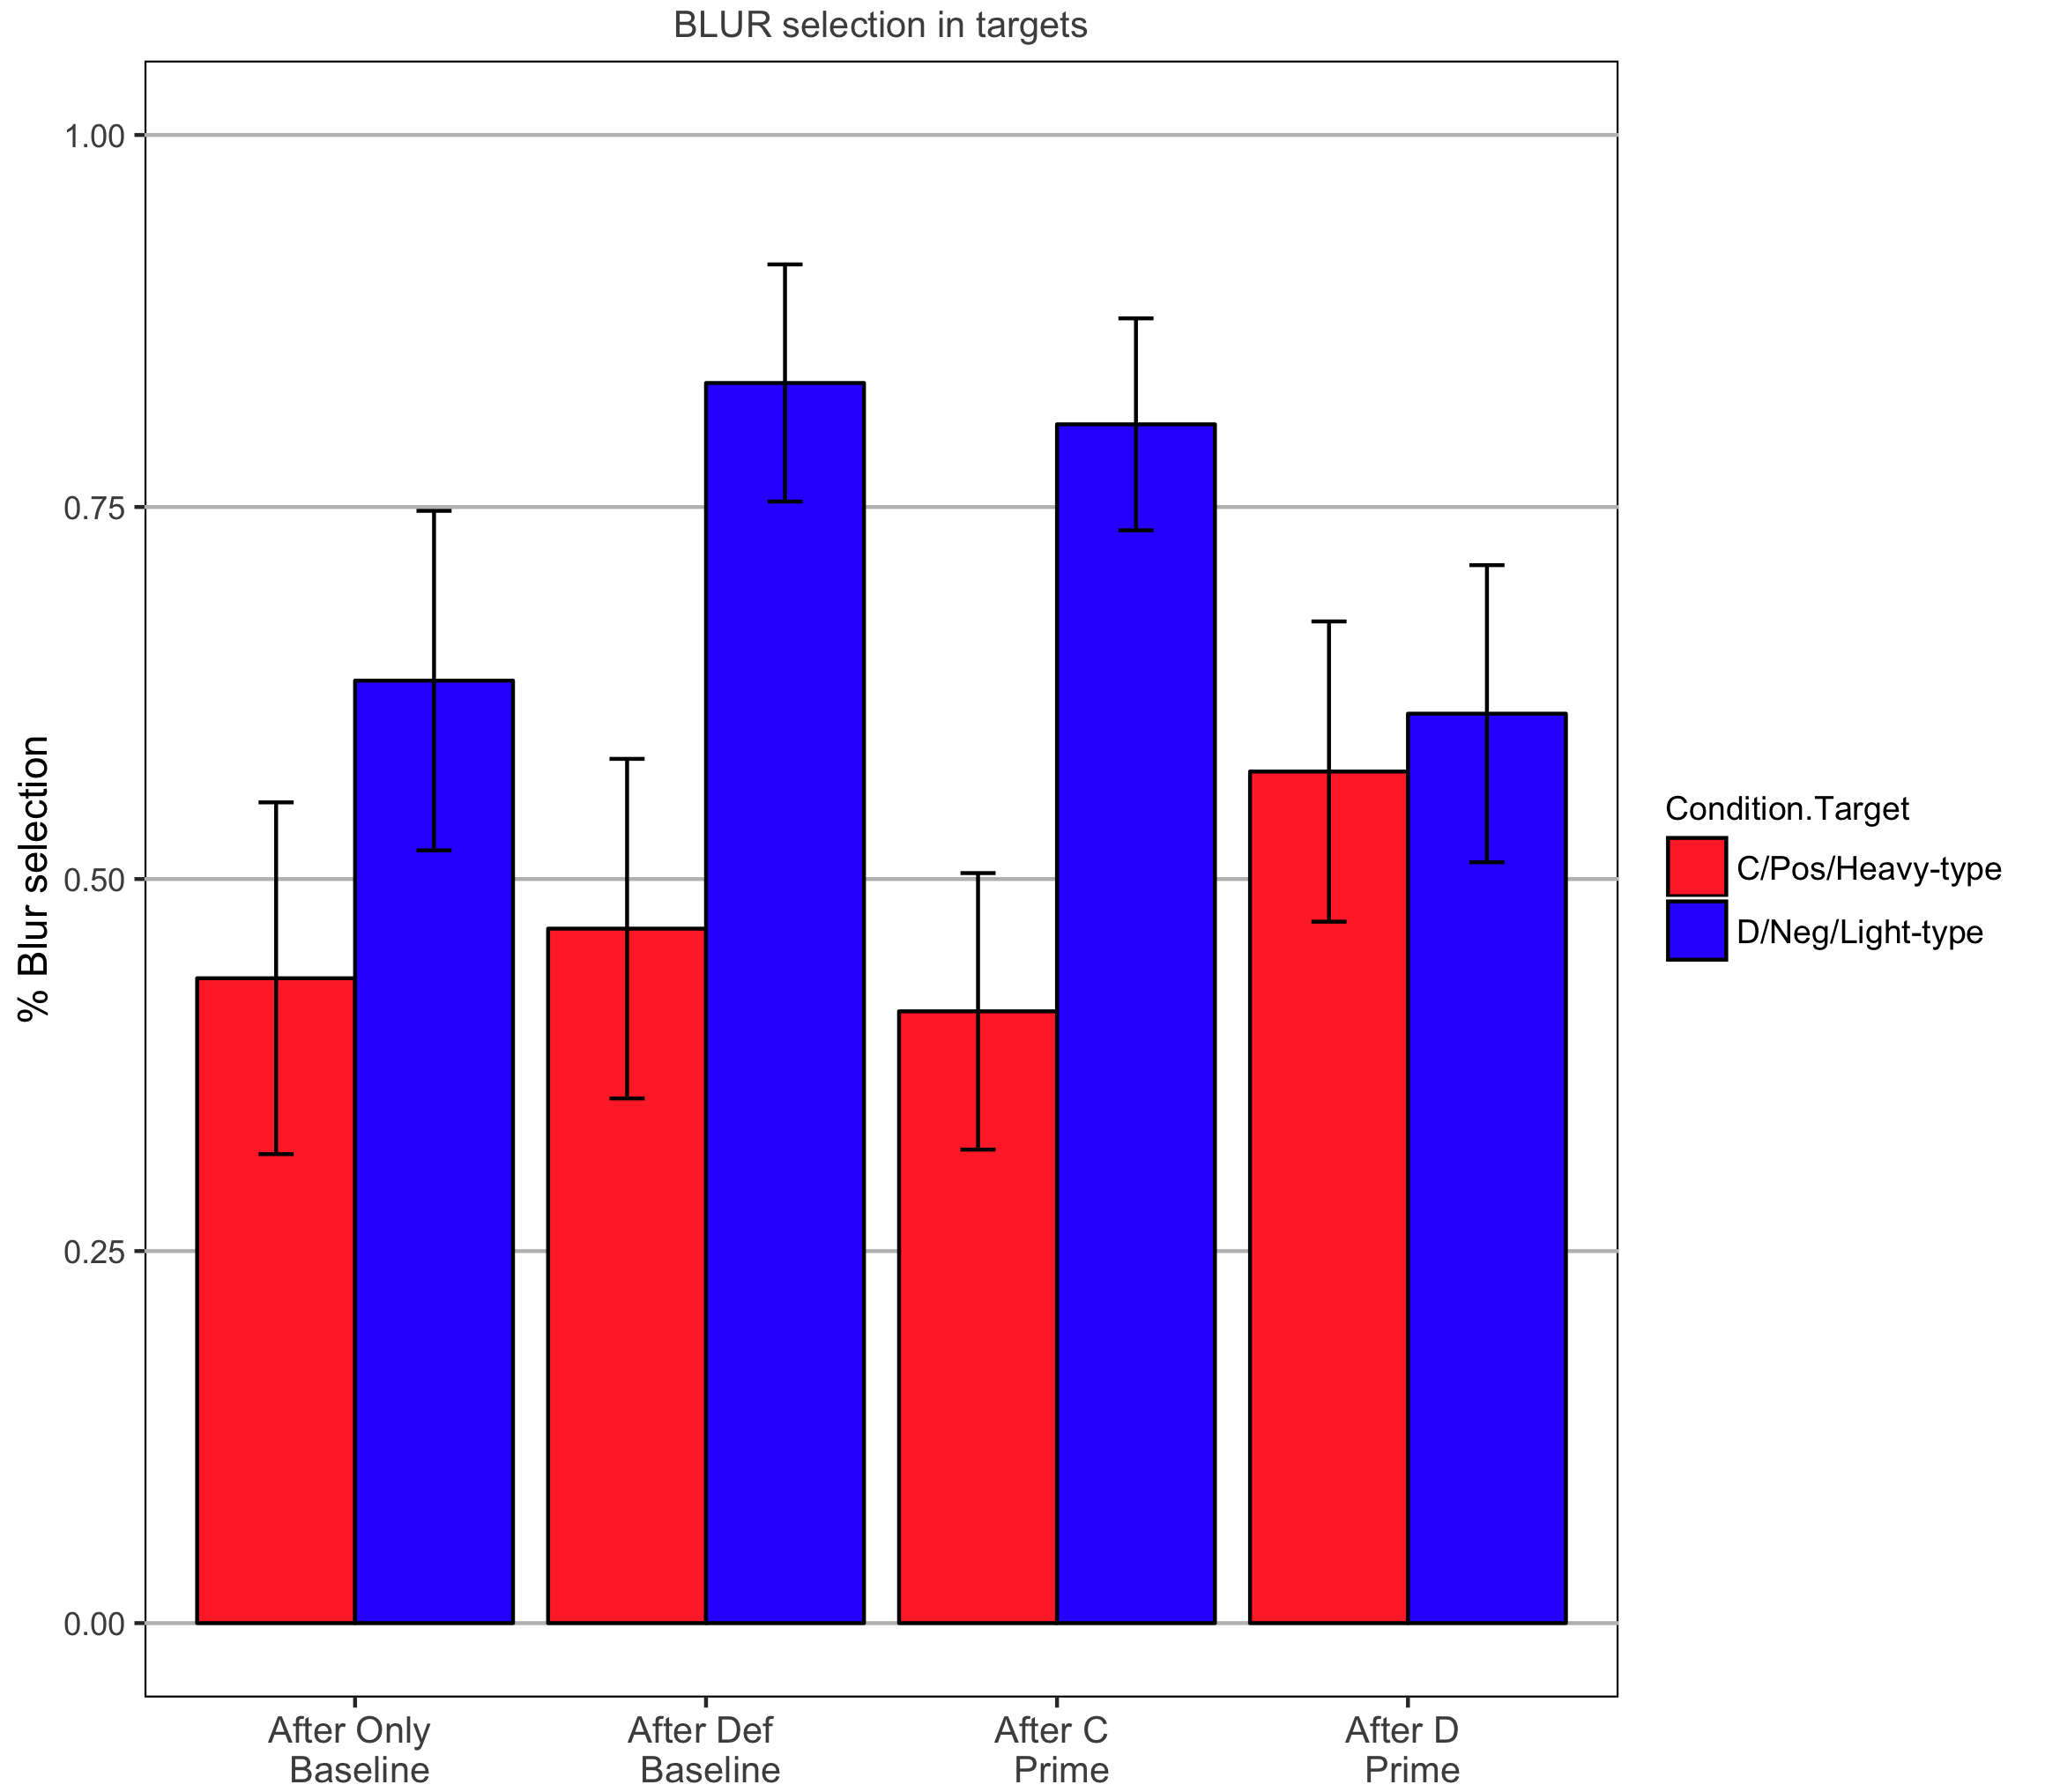 BLUR selection in targets
1.00
0.75
0.50
0.25
0.00
% Blur selection
After Only
Baseline
After Def
Baseline
After C
Prime
After D
Prime
Condition.Target
C/Pos/Heavy-type
D/Neg/Light-type